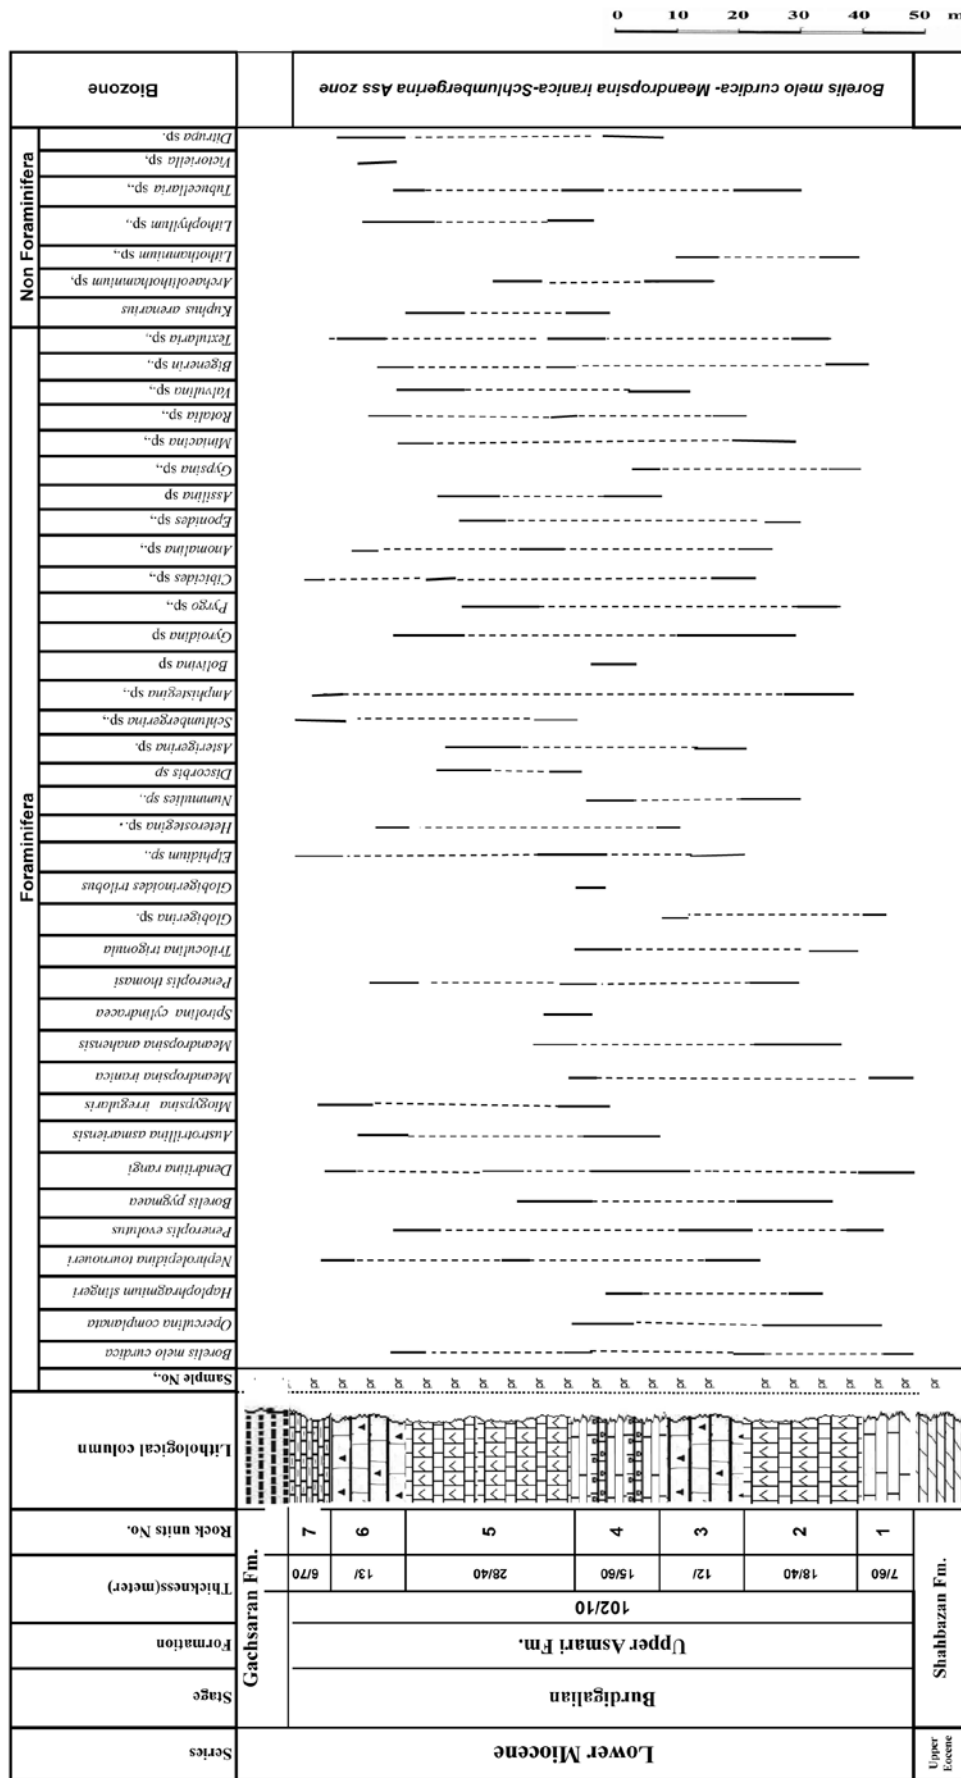 0 10 20 30 40 50 m
Biozone
Borelis melo curdica- Meandropsina iranica-Schlumbergerina Ass zone
Non Foraminifera
Ditrupa sp.
Victoriella sp,
Tubucellaria sp.,
Lithophyllum sp.,
Lithothamnium sp.,
Archaeolithothamnium sp,
Kuphus arenarius
Foraminifera
Textularia sp.,
Bigenerin sp.,
Valvulina sp.,
Rotalia sp.,
Miniacina sp.,
Gypsina sp.,
Assilina sp
Eponides sp.,
Anomalina sp.,
Cibicides sp.,
Pyrgo sp.,
Gyroidina sp
Bolivina sp
Amphistegina sp.,
Schlumbergerina sp.,
Asterigerina sp.
Discorbis sp
Nummulies sp.,
Heterostegina sp.,
Elphidium sp.,
Globigerinoides trilobus
Globigerina sp.
Triloculina trigonula
Peneroplis thomasi
Spirolina cylindracea
Meandropsina anahensis
Meandropsina iranica
Miogypsina irregularis
Austrotrillina asmariensis
Dendritina rangi
Borelis pygmaea
Peneroplis evolutus
Nephrolepidina tournoueri
Haplophragmium slingeri
Operculina complanata
Borelis melo curdica
Sample No.,
Lithological column
Rock units No.
7 6 5 4 3 2 1
Thickness(meter)
6/70 13/ 28/40 15/60 12/ 18/40 7/60
102/10
Formation
Gachsaran Fm.
Upper Asmari Fm.
Shahbazan Fm.
Stage
Burdigalian
Series
Lower Miocene
Upper
Eocene